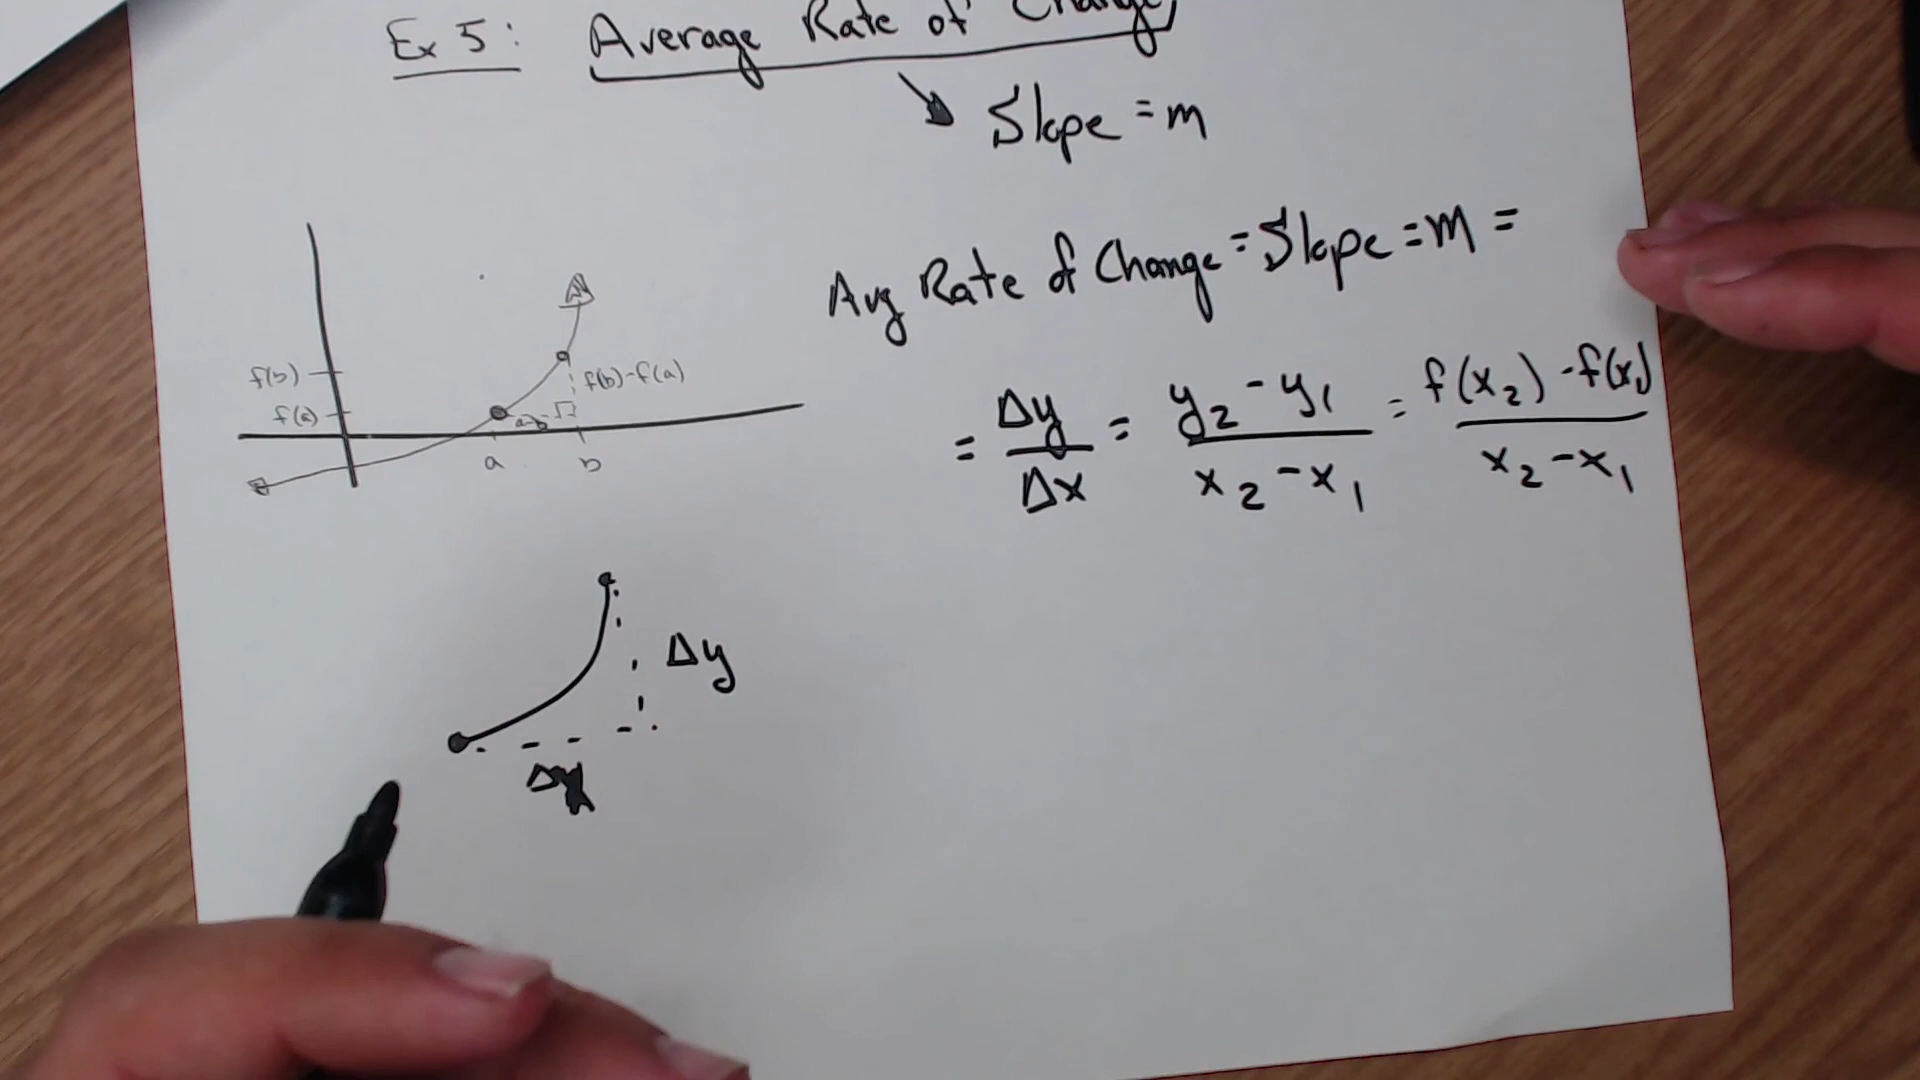 Ex 5: Average Rate of Change
Slope = m
Avg Rate of Change = Slope = m =
= Δy/Δx = y₂ - y₁ / x₂ - x₁ = f(x₂) - f(x₁) / x₂ - x₁
f(b)
f(b)-f(a)
f(a)
a-b
a b
Δy
Δx